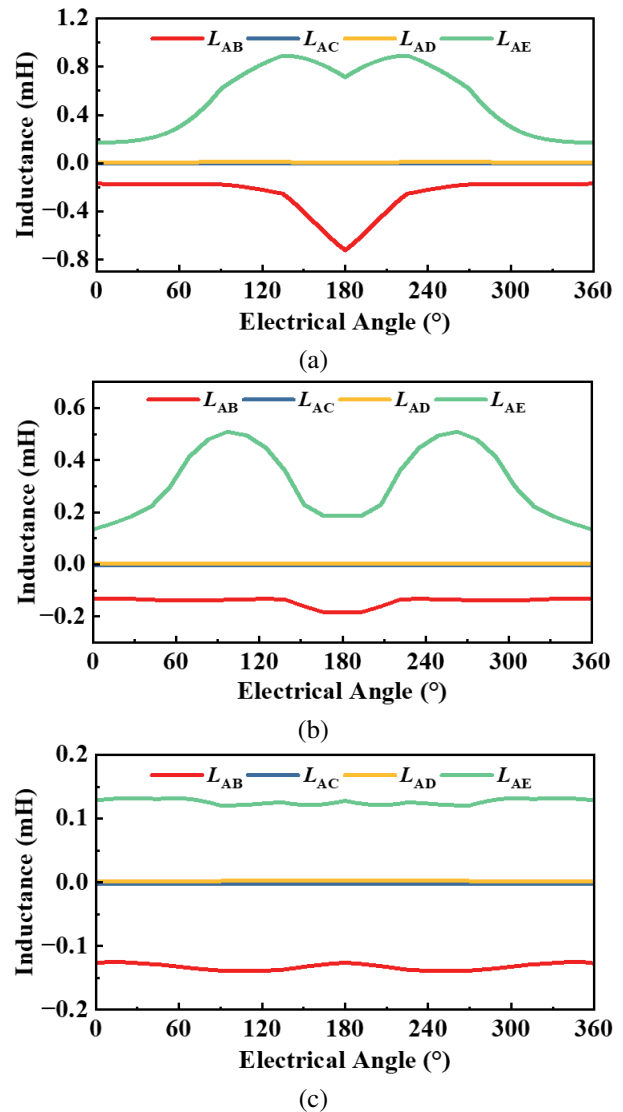 1.2
L_AB L_AC L_AD L_AE
0.8
0.4
0.0
−0.4
−0.8
Inductance (mH)
0 60 120 180 240 300 360
Electrical Angle (°)
(a)
L_AB L_AC L_AD L_AE
0.6
0.4
0.2
0.0
−0.2
Inductance (mH)
0 60 120 180 240 300 360
Electrical Angle (°)
(b)
0.2
L_AB L_AC L_AD L_AE
0.1
0.0
−0.1
−0.2
Inductance (mH)
0 60 120 180 240 300 360
Electrical Angle (°)
(c)